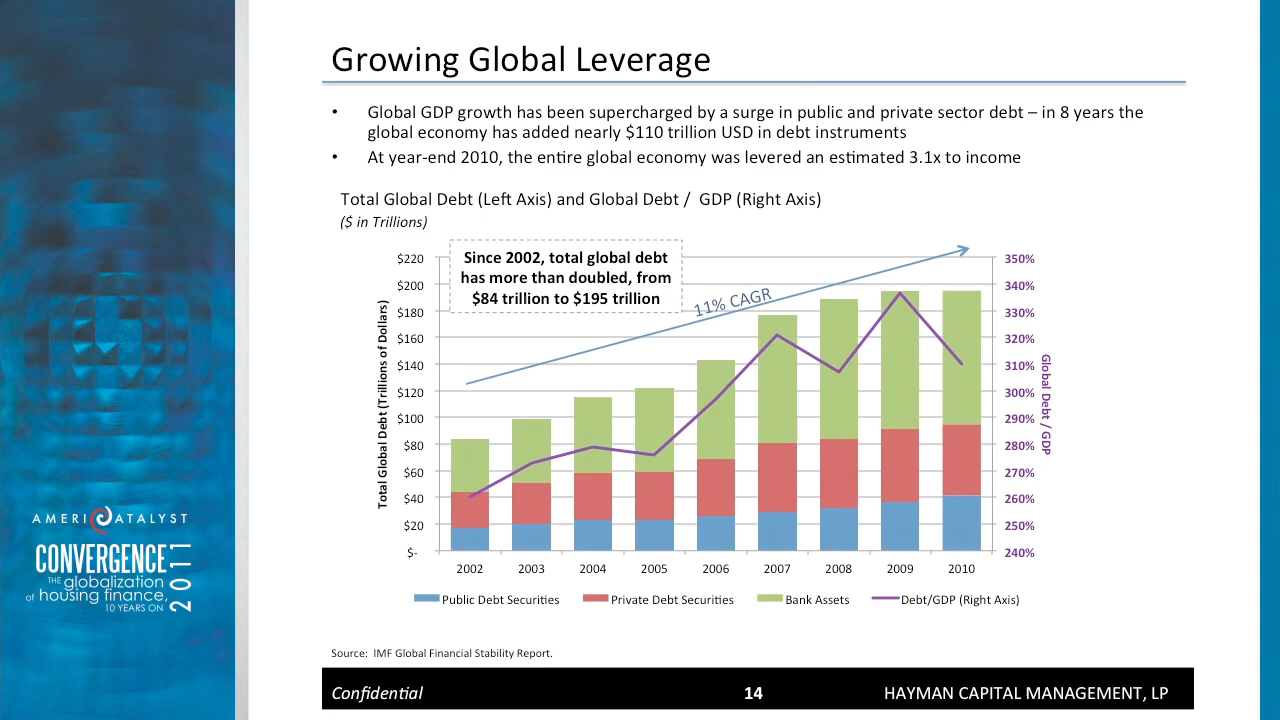 Growing Global Leverage
• Global GDP growth has been supercharged by a surge in public and private sector debt – in 8 years the
global economy has added nearly $110 trillion USD in debt instruments
• At year-end 2010, the entire global economy was levered an estimated 3.1x to income
Total Global Debt (Left Axis) and Global Debt / GDP (Right Axis)
($ in Trillions)
Since 2002, total global debt
has more than doubled, from
$84 trillion to $195 trillion
11% CAGR
Total Global Debt (Trillions of Dollars)
$220
$200
$180
$160
$140
$120
$100
$80
$60
$40
$20
$-
350%
340%
330%
320%
310%
300%
290%
280%
270%
260%
250%
240%
Global Debt / GDP
2002 2003 2004 2005 2006 2007 2008 2009 2010
Public Debt Securities Private Debt Securities Bank Assets Debt/GDP (Right Axis)
Source: IMF Global Financial Stability Report.
Confidential 14 HAYMAN CAPITAL MANAGEMENT, LP
AMERICATALYST
CONVERGENCE
THE globalization
of housing finance,
10 YEARS ON
2011